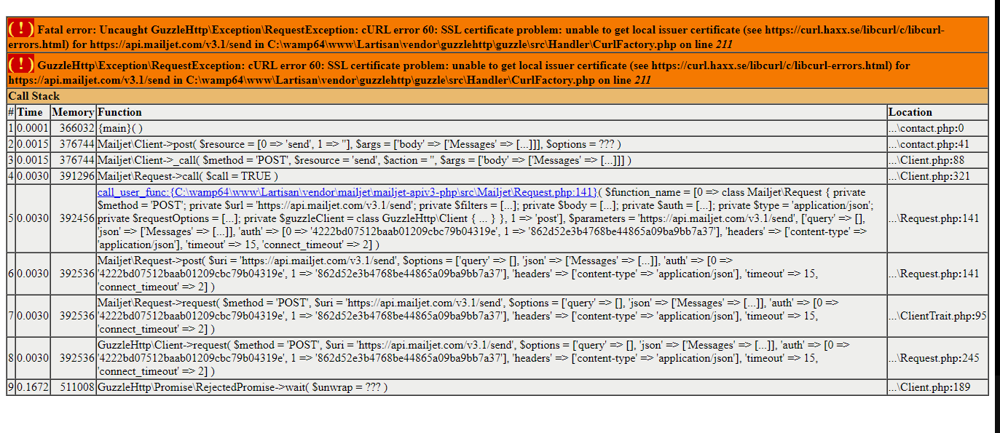 ( ! ) Fatal error: Uncaught GuzzleHttp\Exception\RequestException: cURL error 60: SSL certificate problem: unable to get local issuer certificate (see https://curl.haxx.se/libcurl/c/libcurl-
errors.html) for https://api.mailjet.com/v3.1/send in C:\wamp64\www\Lartisan\vendor\guzzlehttp\guzzle\src\Handler\CurlFactory.php on line 211
( ! ) GuzzleHttp\Exception\RequestException: cURL error 60: SSL certificate problem: unable to get local issuer certificate (see https://curl.haxx.se/libcurl/c/libcurl-errors.html) for
https://api.mailjet.com/v3.1/send in C:\wamp64\www\Lartisan\vendor\guzzlehttp\guzzle\src\Handler\CurlFactory.php on line 211
Call Stack
# Time Memory Function Location
1 0.0001 366032 {main}( ) ...\contact.php:0
2 0.0015 376744 Mailjet\Client->post( $resource = [0 => 'send', 1 => ''], $args = ['body' => ['Messages' => [...]]], $options = ??? ) ...\contact.php:41
3 0.0015 376744 Mailjet\Client->_call( $method = 'POST', $resource = 'send', $action = '', $args = ['body' => ['Messages' => [...]]] ) ...\Client.php:88
4 0.0030 391296 Mailjet\Request->call( $call = TRUE ) ...\Client.php:321
call_user_func:{C:\wamp64\www\Lartisan\vendor\mailjet\mailjet-apiv3-php\src\Mailjet\Request.php:141}( $function_name = [0 => class Mailjet\Request { private
$method = 'POST'; private $url = 'https://api.mailjet.com/v3.1/send'; private $filters = [...]; private $body = [...]; private $auth = [...]; private $type = 'application/json';
5 0.0030 392456 private $requestOptions = [...]; private $guzzleClient = class GuzzleHttp\Client { ... } }, 1 => 'post'], $parameters = 'https://api.mailjet.com/v3.1/send', ['query' => [], ...\Request.php:141
'json' => ['Messages' => [...]], 'auth' => [0 => '4222bd07512baab01209cbc79b04319e', 1 => '862d52e3b4768be44865a09ba9bb7a37'], 'headers' => ['content-type' =>
'application/json'], 'timeout' => 15, 'connect_timeout' => 2] )
Mailjet\Request->post( $uri = 'https://api.mailjet.com/v3.1/send', $options = ['query' => [], 'json' => ['Messages' => [...]], 'auth' => [0 =>
6 0.0030 392536 '4222bd07512baab01209cbc79b04319e', 1 => '862d52e3b4768be44865a09ba9bb7a37'], 'headers' => ['content-type' => 'application/json'], 'timeout' => 15, ...\Request.php:141
'connect_timeout' => 2] )
Mailjet\Request->request( $method = 'POST', $uri = 'https://api.mailjet.com/v3.1/send', $options = ['query' => [], 'json' => ['Messages' => [...]], 'auth' => [0 =>
7 0.0030 392536 '4222bd07512baab01209cbc79b04319e', 1 => '862d52e3b4768be44865a09ba9bb7a37'], 'headers' => ['content-type' => 'application/json'], 'timeout' => 15, ...\ClientTrait.php:95
'connect_timeout' => 2] )
GuzzleHttp\Client->request( $method = 'POST', $uri = 'https://api.mailjet.com/v3.1/send', $options = ['query' => [], 'json' => ['Messages' => [...]], 'auth' => [0 =>
8 0.0030 392536 '4222bd07512baab01209cbc79b04319e', 1 => '862d52e3b4768be44865a09ba9bb7a37'], 'headers' => ['content-type' => 'application/json'], 'timeout' => 15, ...\Request.php:245
'connect_timeout' => 2] )
9 0.1672 511008 GuzzleHttp\Promise\RejectedPromise->wait( $unwrap = ??? ) ...\Client.php:189